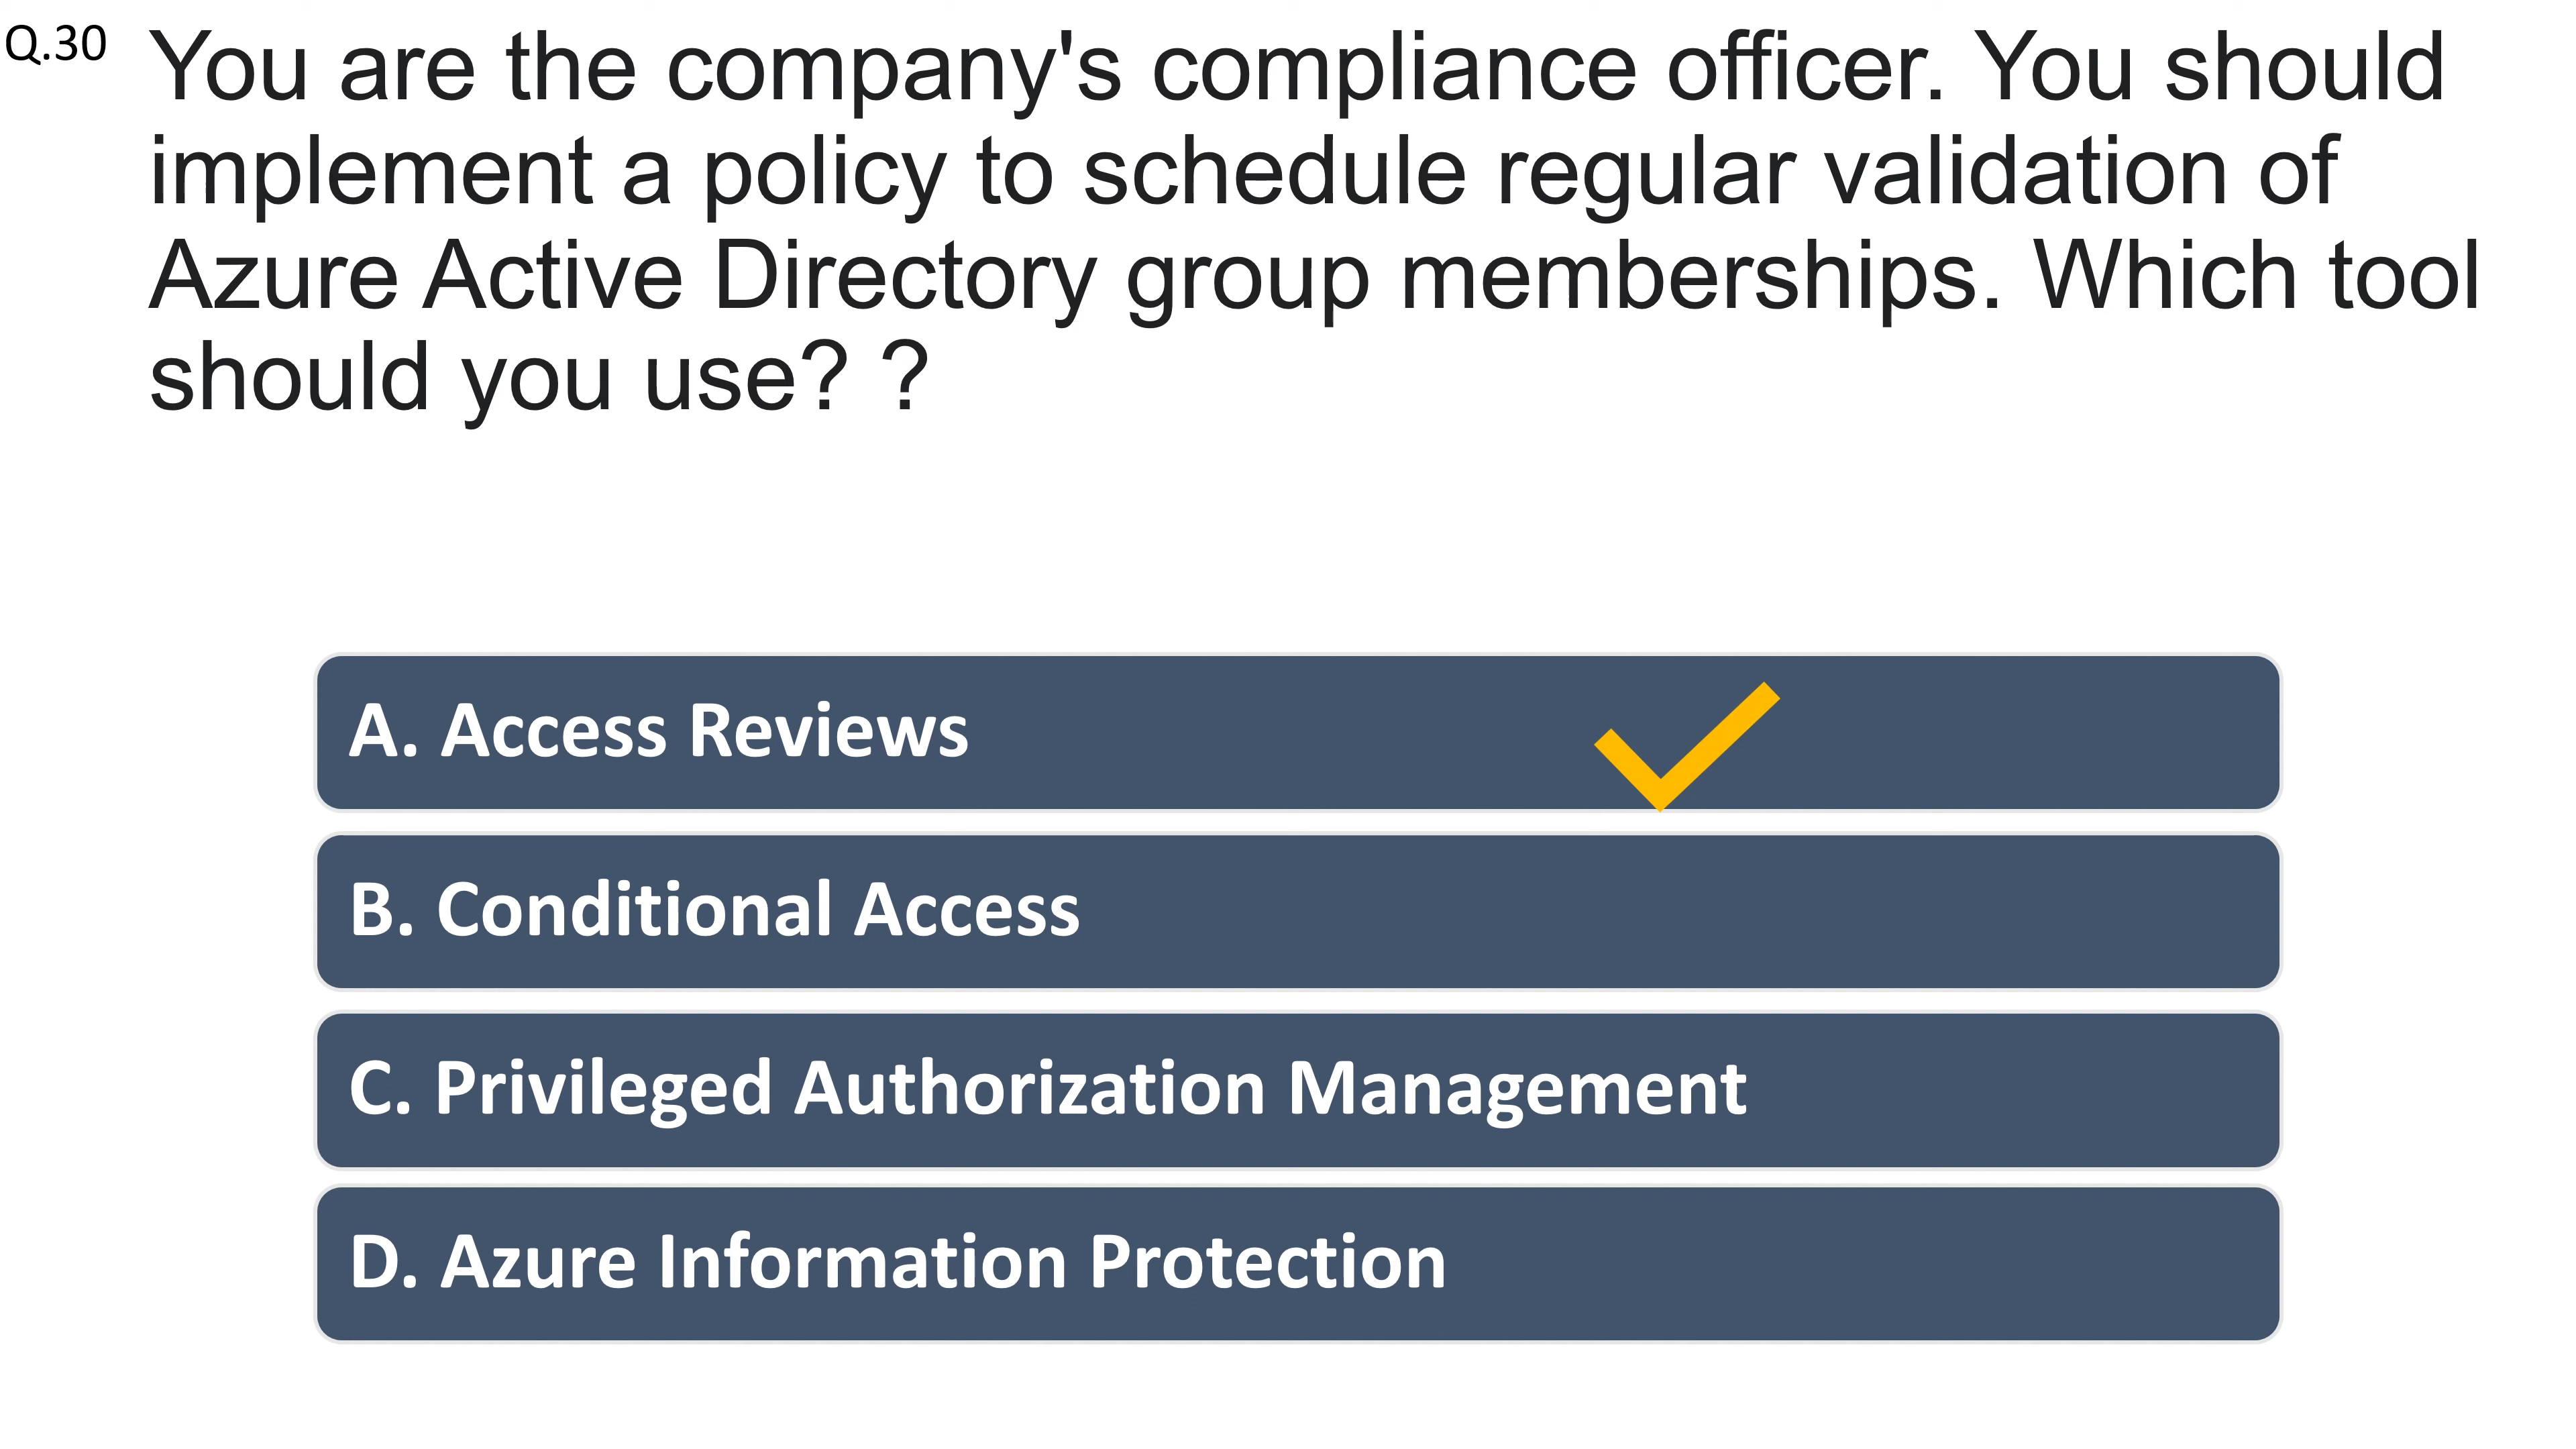 Q.30
You are the company's compliance officer. You should
implement a policy to schedule regular validation of
Azure Active Directory group memberships. Which tool
should you use? ?
A. Access Reviews
B. Conditional Access
C. Privileged Authorization Management
D. Azure Information Protection